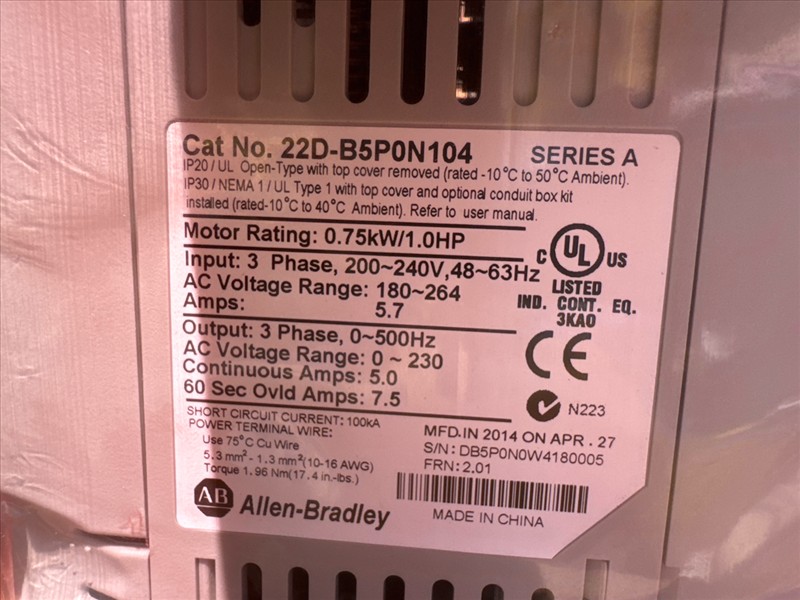 Cat No. 22D-B5P0N104 SERIES A
IP20 / UL Open-Type with top cover removed (rated -10°C to 50°C Ambient).
IP30 / NEMA 1 / UL Type 1 with top cover and optional conduit box kit
installed (rated-10°C to 40°C Ambient). Refer to user manual.
Motor Rating: 0.75kW/1.0HP
Input: 3 Phase, 200~240V,48~63Hz
AC Voltage Range: 180~264
Amps: 5.7
C UL US
LISTED
IND. CONT. EQ.
3KA0
Output: 3 Phase, 0~500Hz
AC Voltage Range: 0 ~ 230
Continuous Amps: 5.0
60 Sec Ovld Amps: 7.5
CE
N223
SHORT CIRCUIT CURRENT: 100kA
POWER TERMINAL WIRE:
Use 75°C Cu Wire
5.3 mm² - 1.3 mm² (10-16 AWG)
Torque 1.96 Nm (17.4 in.-lbs.)
MFD.IN 2014 ON APR . 27
S/N: DB5P0N0W4180005
FRN: 2.01
AB Allen-Bradley
MADE IN CHINA